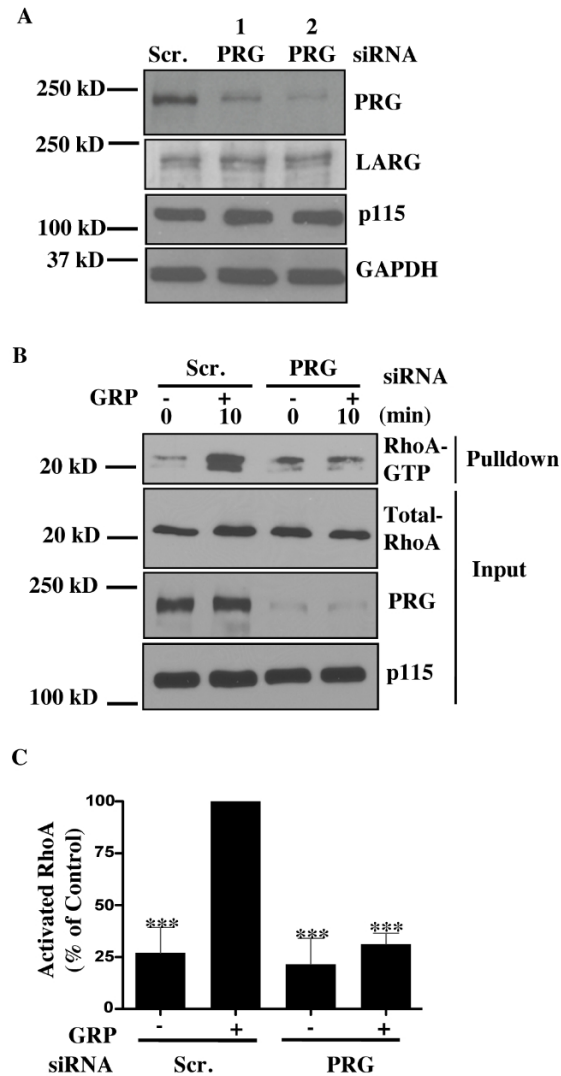 A
1 2
Scr. PRG PRG siRNA
250 kD
PRG
250 kD
LARG
p115
100 kD
37 kD
GAPDH
B
Scr. PRG siRNA
GRP - + - +
0 10 0 10 (min)
RhoA-
GTP
Pulldown
20 kD
Total-
RhoA
20 kD
Input
250 kD
PRG
p115
100 kD
C
Activated RhoA
(% of Control)
100
75
50
25
0
*** *** ***
GRP - + - +
siRNA Scr. PRG